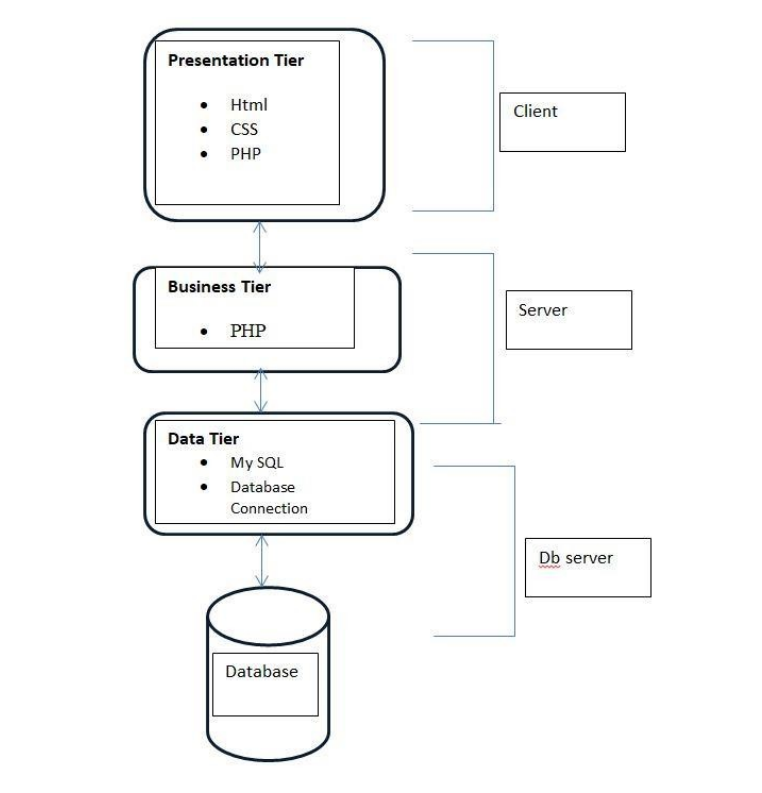 Presentation Tier
• Html
• CSS
• PHP
Client
Business Tier
• PHP
Server
Data Tier
• My SQL
• Database
Connection
Db server
Database